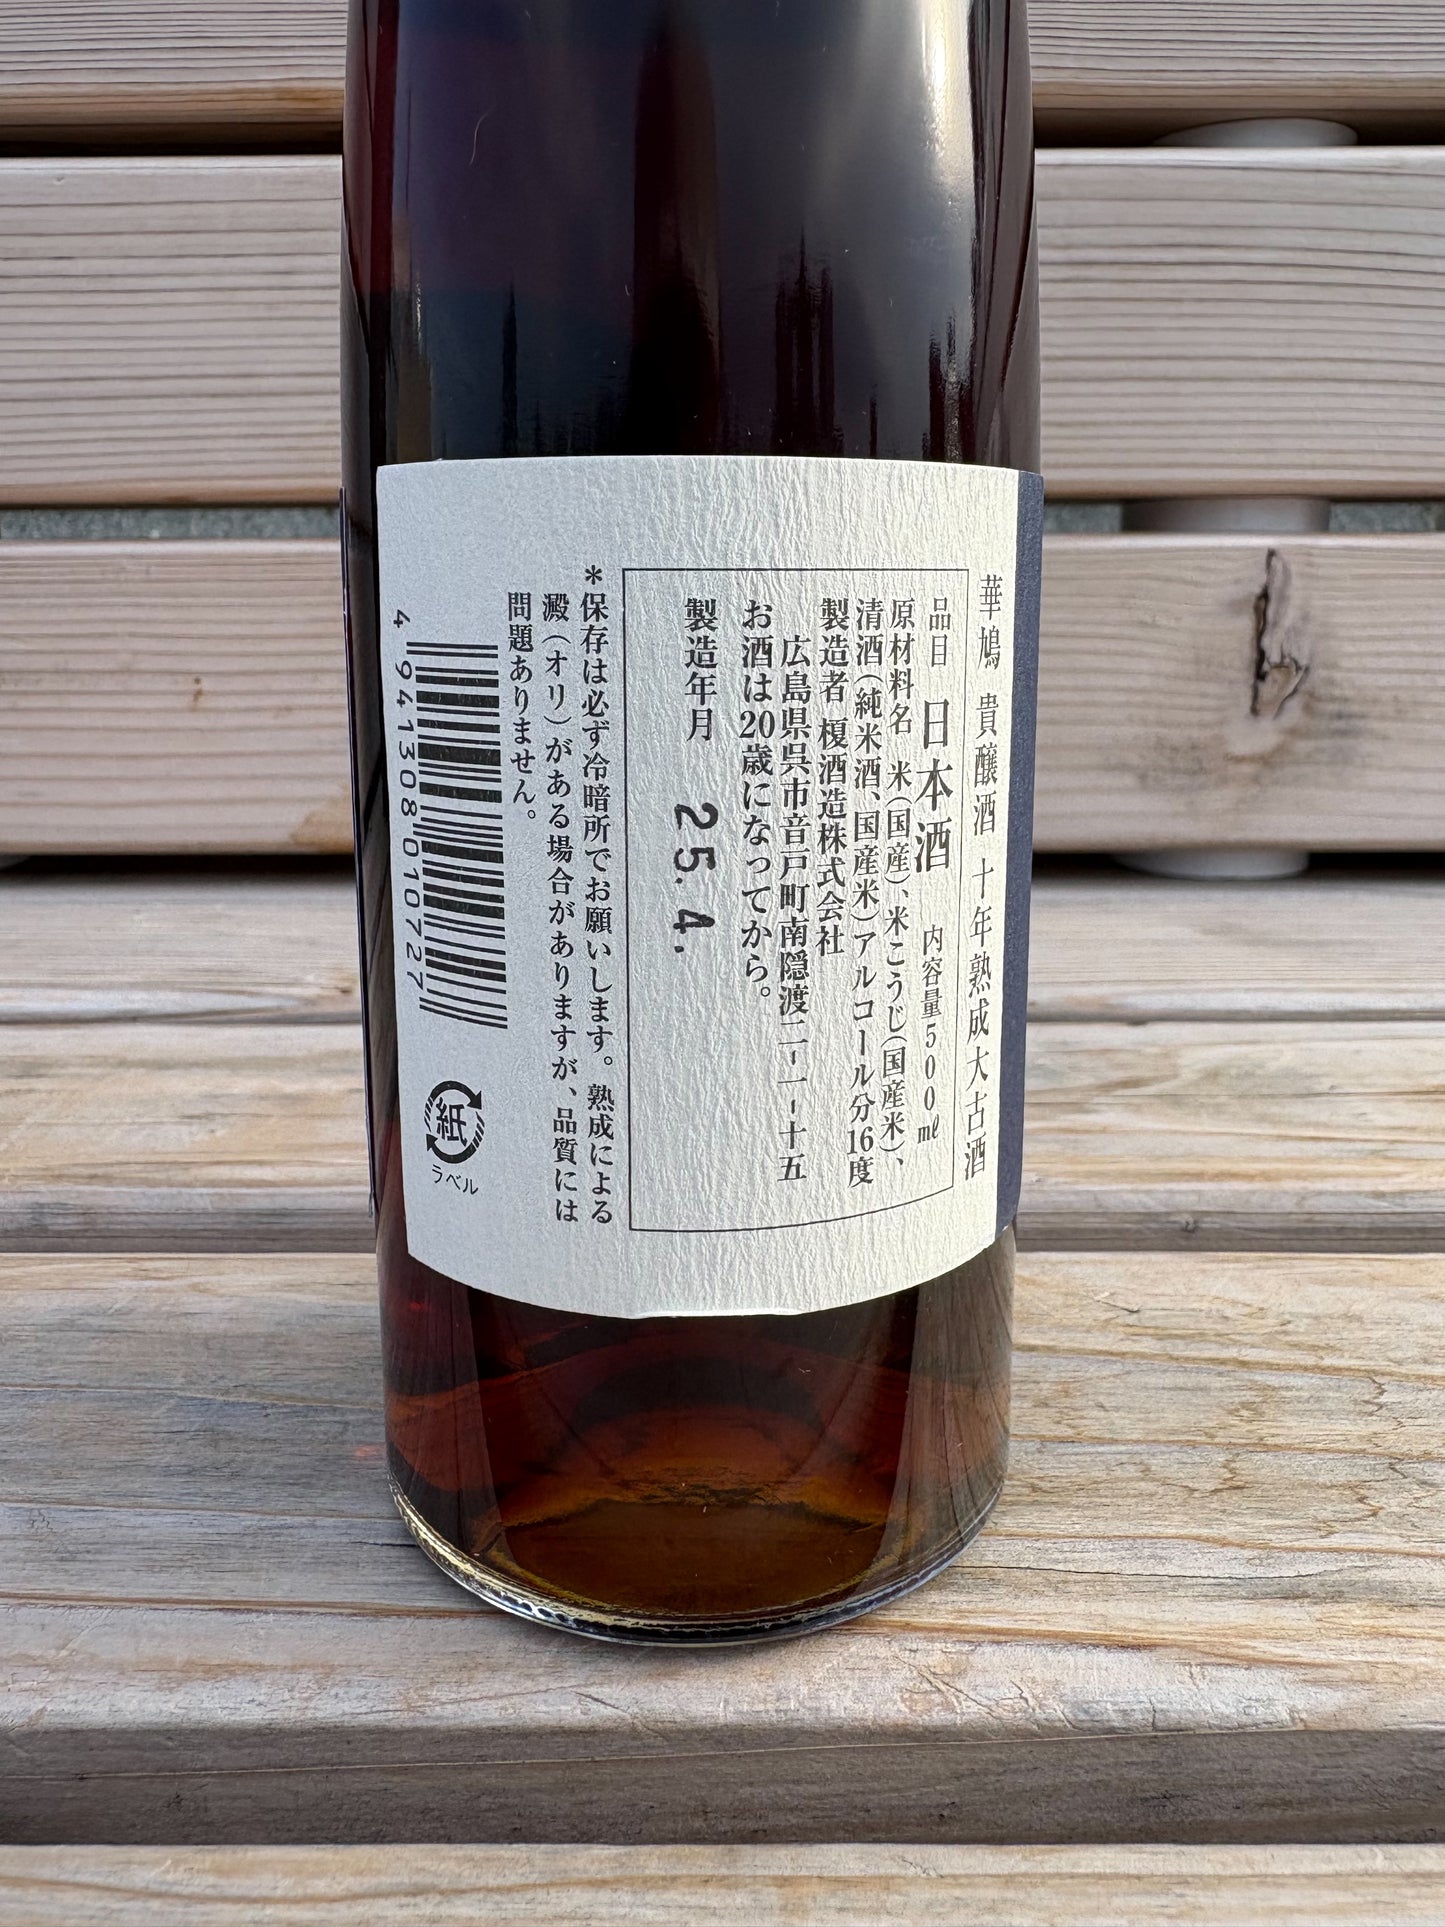 華鳩 貴醸酒 十年熟成大古酒
品目 日本酒 内容量500㎖
原材料名 米(国産)、米こうじ(国産米)、
清酒(純米酒、国産米)アルコール分16度
製造者 榎酒造株式会社
広島県呉市音戸町南隠渡二-一-十五
お酒は20歳になってから。
製造年月 25.4.
＊保存は必ず冷暗所でお願いします。熟成による
澱(オリ)がある場合がありますが、品質には
問題ありません。
4 941308 010727
紙
ラベル